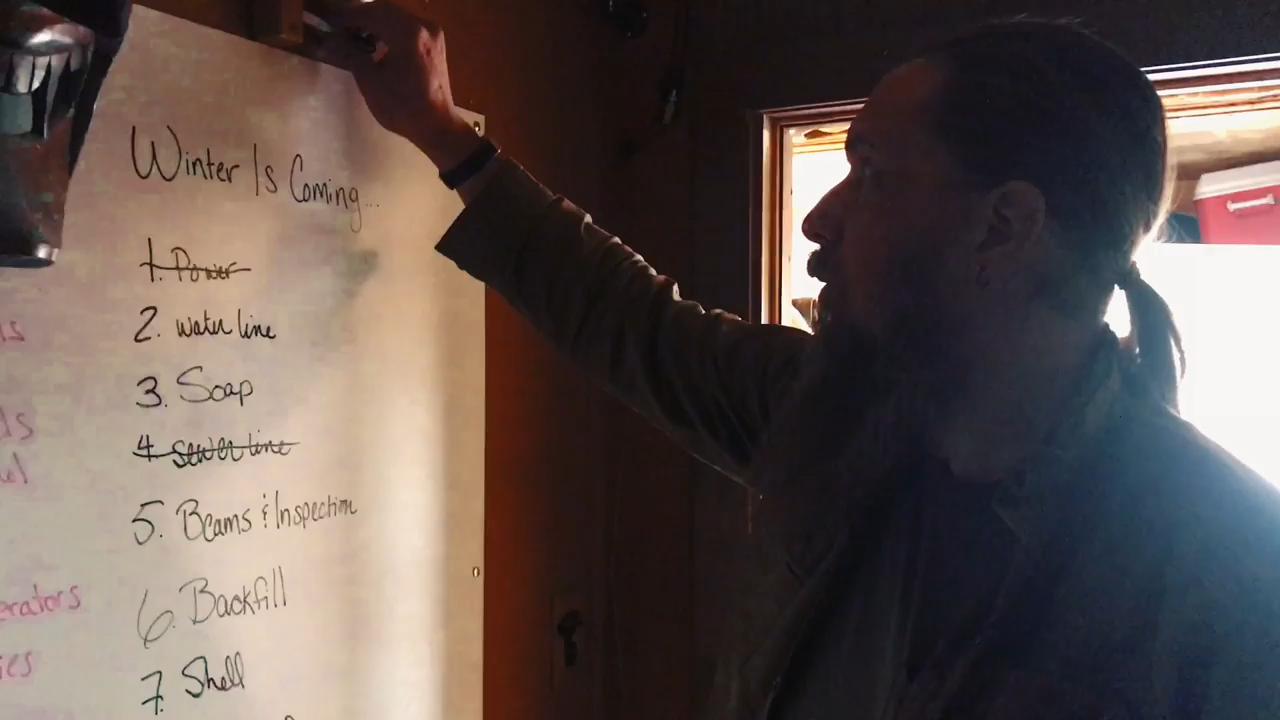 Winter Is Coming...
1. Power
2. water line
3. Soap
4. sewer line
5. Beams & Inspection
6. Backfill
7. Shell
erators